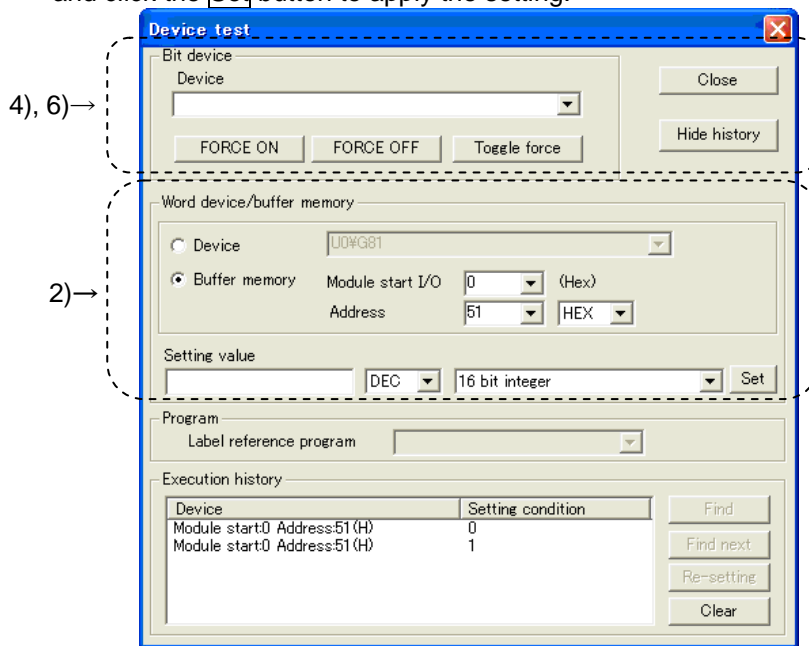 and click the Set button to apply the setting.
Device test
Bit device
Device
Close
4), 6)→
FORCE ON FORCE OFF Toggle force
Hide history
Word device/buffer memory
Device U0¥G81
2)→
Buffer memory Module start I/O 0 (Hex)
Address 51 HEX
Setting value
DEC 16 bit integer Set
Program
Label reference program
Execution history
Device Setting condition Find
Module start:0 Address:51(H) 0
Module start:0 Address:51(H) 1
Find next
Re-setting
Clear